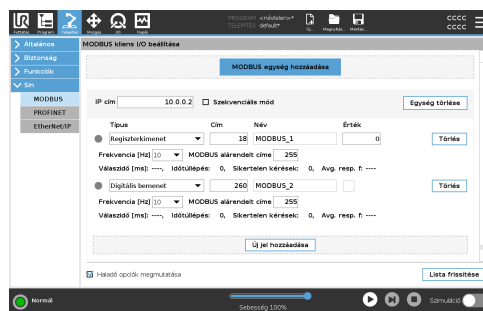 UR
Futtatás Program Telepítés Mozgás I/O Napló
PROGRAM <névtelen>*
TELEPÍTÉS default*
Új... Megnyitás... Mentés...
CCCC
CCCC
Általános
Biztonság
Funkciók
Sín
MODBUS
PROFINET
EtherNet/IP
MODBUS kliens I/O beállítása
MODBUS egység hozzáadása
IP cím 10.0.0.2 Szekvenciális mód Egység törlése
Típus Cím Név Érték
Regiszterkimenet 18 MODBUS_1 0 Törlés
Frekvencia [Hz] 10 MODBUS alárendelt címe 255
Válaszidő [ms]: ----, Időtúllépés: 0, Sikertelen kérések: 0, Avg. resp. f: ----
Digitális bemenet 260 MODBUS_2 Törlés
Frekvencia [Hz] 10 MODBUS alárendelt címe 255
Válaszidő [ms]: ----, Időtúllépés: 0, Sikertelen kérések: 0, Avg. resp. f: ----
Új jel hozzáadása
Haladó opciók megmutatása
Lista frissítése
Normál
Sebesség 100%
Szimuláció